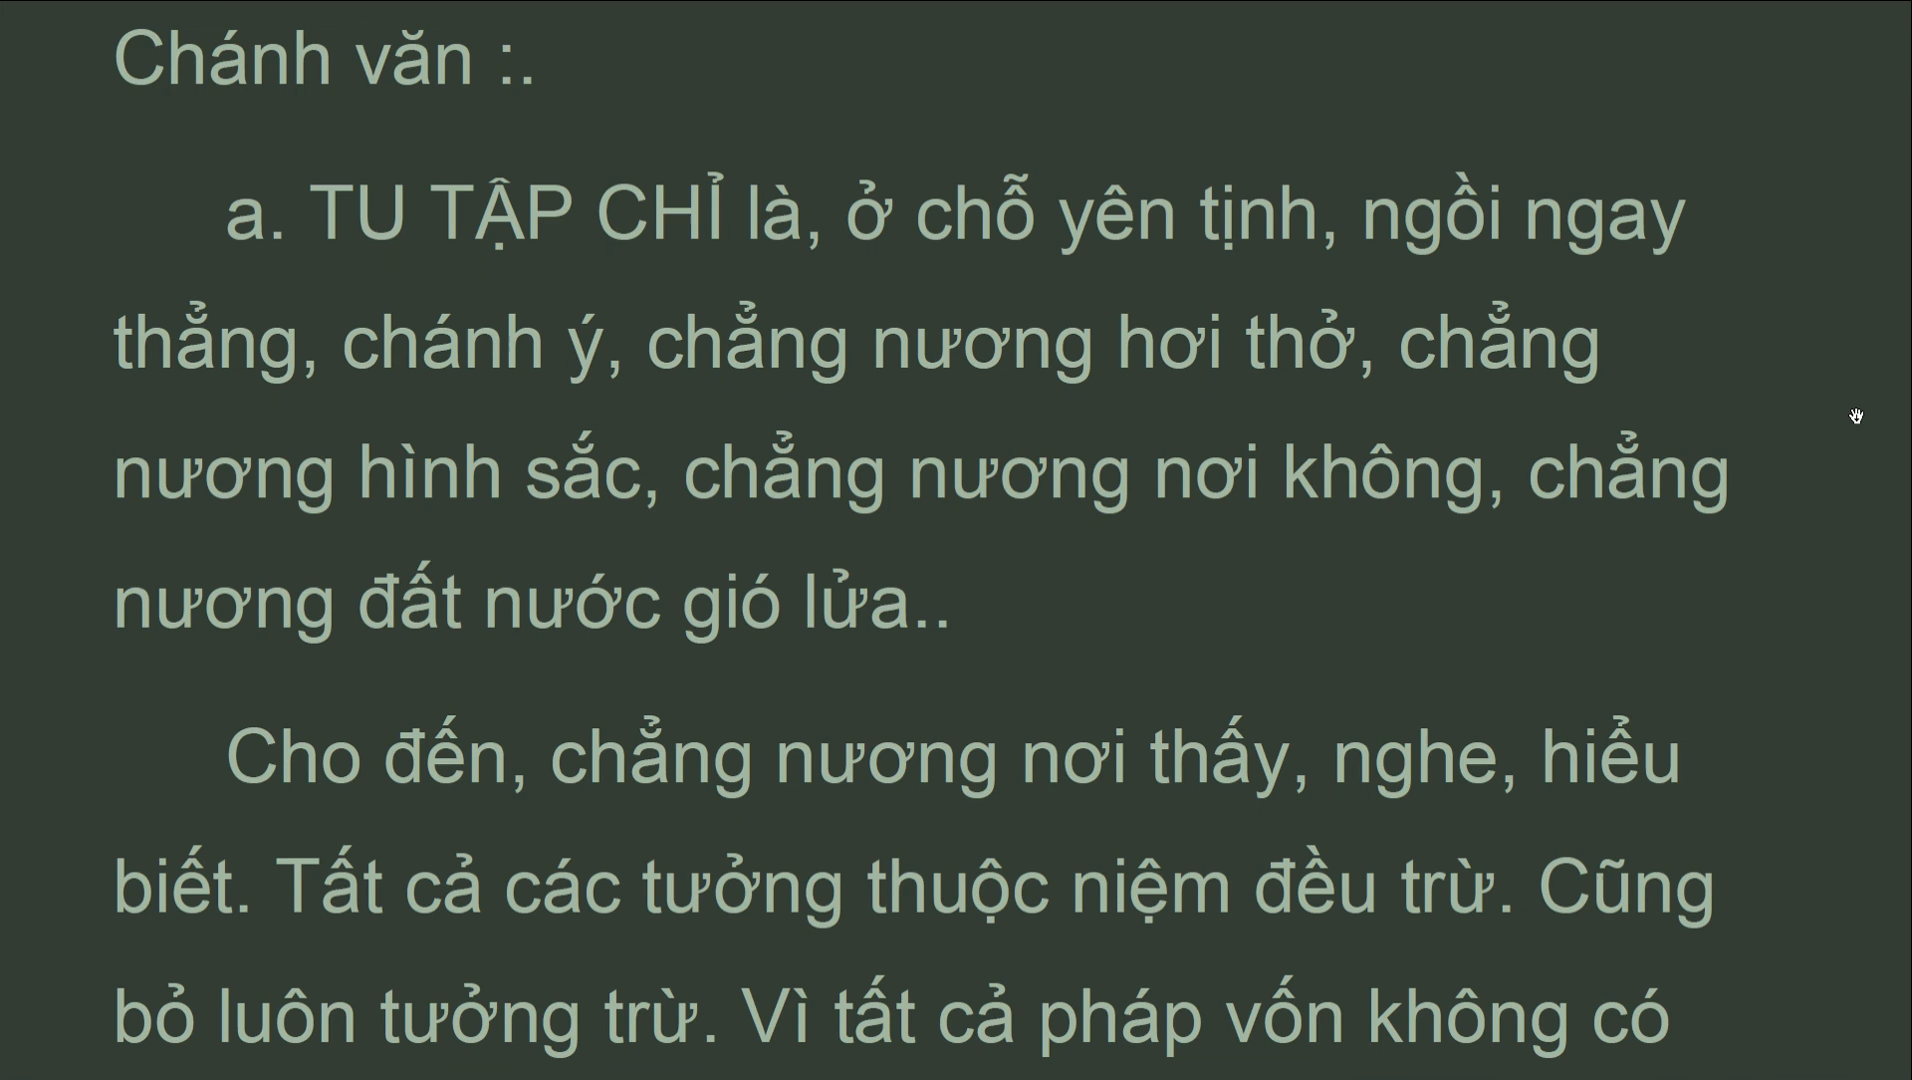 Chánh văn :.
a. TU TẬP CHỈ là, ở chỗ yên tịnh, ngồi ngay
thẳng, chánh ý, chẳng nương hơi thở, chẳng
nương hình sắc, chẳng nương nơi không, chẳng
nương đất nước gió lửa..
Cho đến, chẳng nương nơi thấy, nghe, hiểu
biết. Tất cả các tưởng thuộc niệm đều trừ. Cũng
bỏ luôn tưởng trừ. Vì tất cả pháp vốn không có